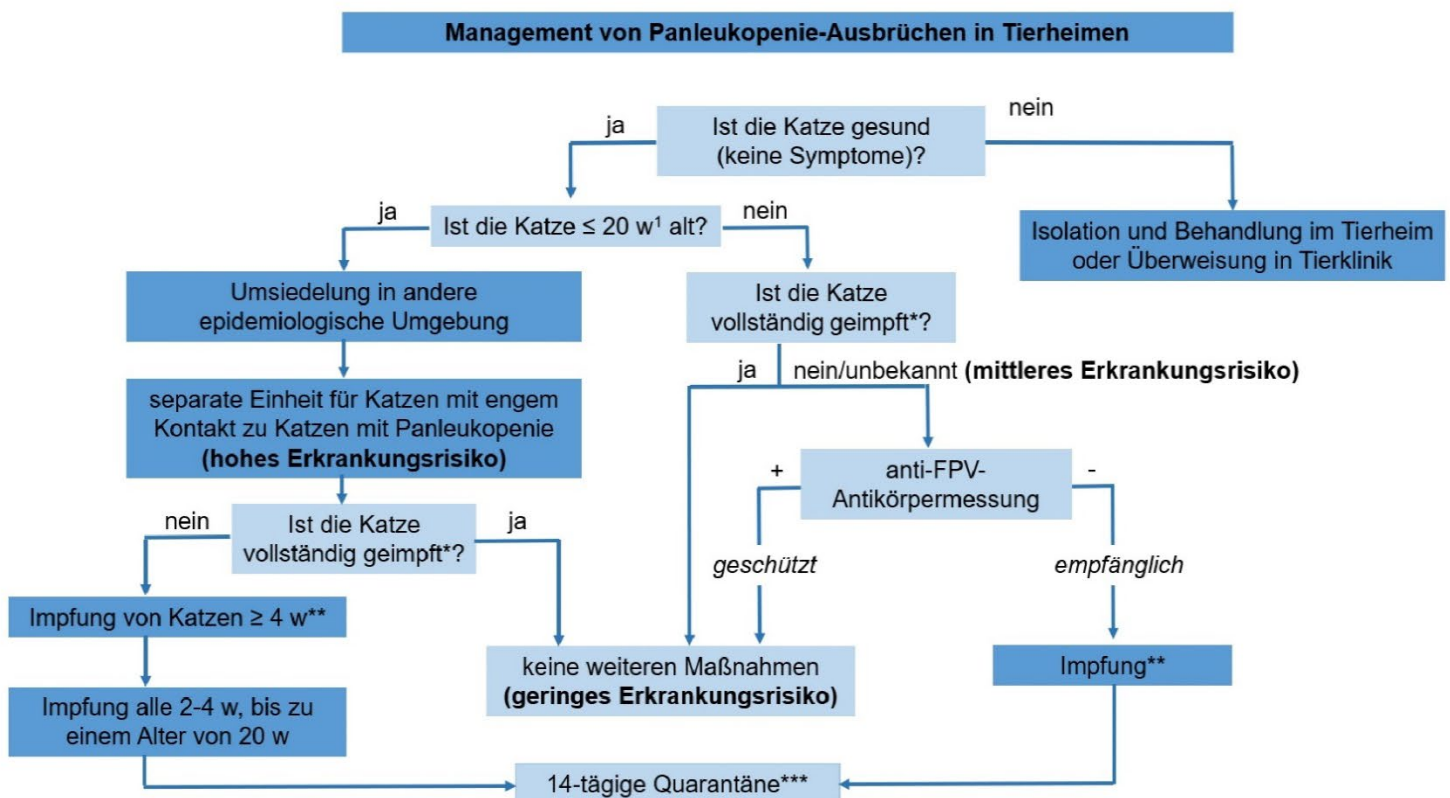 Management von Panleukopenie-Ausbrüchen in Tierheimen
ja
Ist die Katze gesund
(keine Symptome)?
nein
ja
Ist die Katze ≤ 20 w¹ alt?
nein
Isolation und Behandlung im Tierheim
oder Überweisung in Tierklinik
Umsiedelung in andere
epidemiologische Umgebung
Ist die Katze
vollständig geimpft*?
ja
nein/unbekannt (mittleres Erkrankungsrisiko)
separate Einheit für Katzen mit engem
Kontakt zu Katzen mit Panleukopenie
(hohes Erkrankungsrisiko)
+
anti-FPV-
Antikörpermessung
-
nein
Ist die Katze
vollständig geimpft*?
ja
geschützt
empfänglich
Impfung von Katzen ≥ 4 w**
keine weiteren Maßnahmen
(geringes Erkrankungsrisiko)
Impfung**
Impfung alle 2-4 w, bis zu
einem Alter von 20 w
14-tägige Quarantäne***